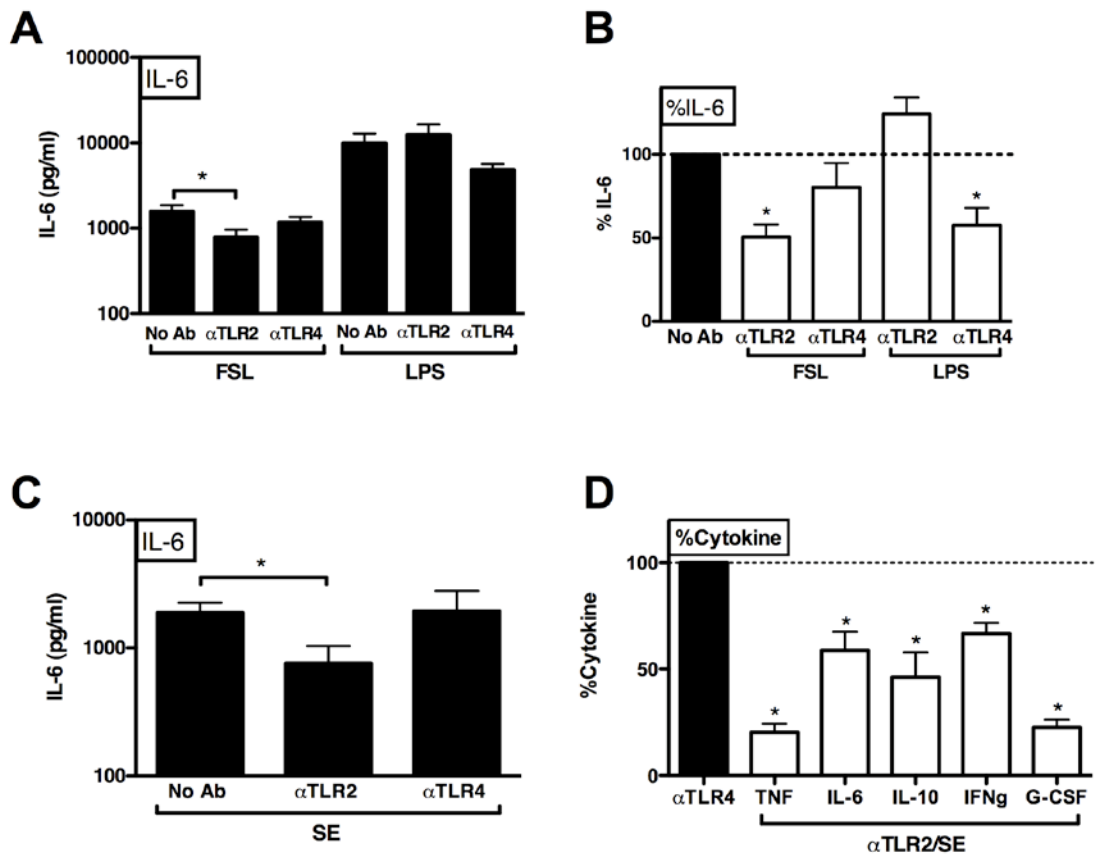 A
IL-6
IL-6 (pg/ml)
100000
10000
1000
100
*
No Ab αTLR2 αTLR4 No Ab αTLR2 αTLR4
FSL LPS
B
%IL-6
% IL-6
100
50
0
* *
No Ab αTLR2 αTLR4 αTLR2 αTLR4
FSL LPS
C
IL-6
IL-6 (pg/ml)
10000
1000
100
*
No Ab αTLR2 αTLR4
SE
D
%Cytokine
%Cytokine
100
50
0
* * * * *
αTLR4 TNF IL-6 IL-10 IFNg G-CSF
αTLR2/SE